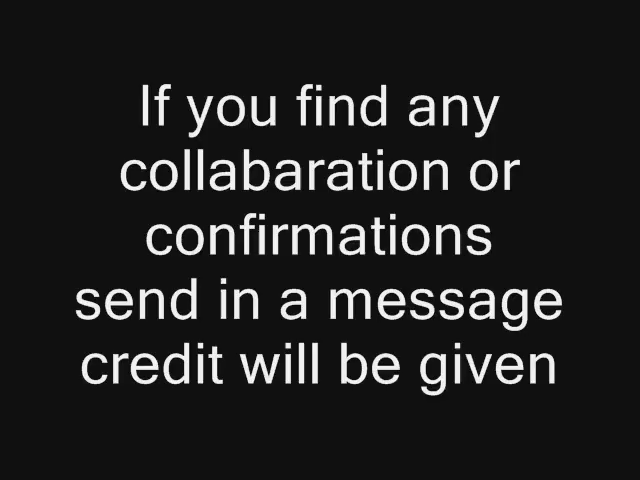 If you find any
collabaration or
confirmations
send in a message
credit will be given